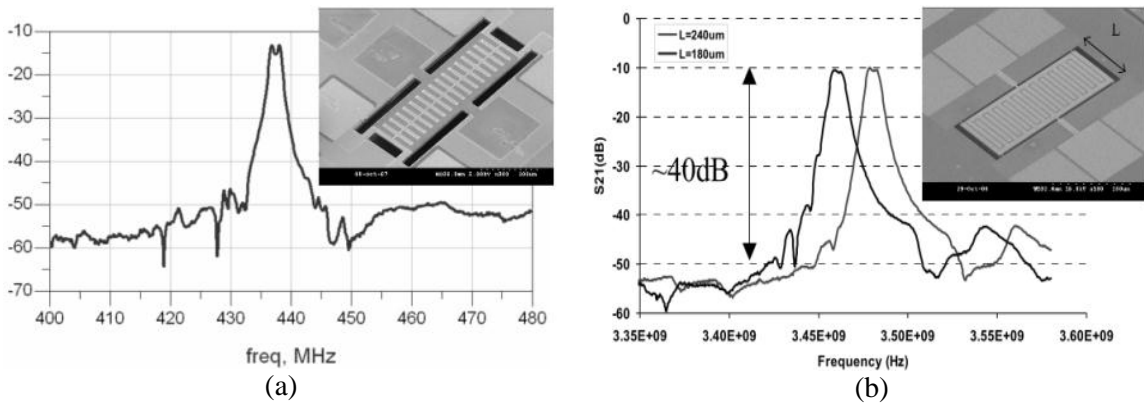 -10
-20
-30
-40
-50
-60
-70
400 410 420 430 440 450 460 470 480
freq, MHz
(a)
0
-10
-20
-30
-40
-50
-60
S21(dB)
L=240um
L=180um
~40dB
L
3.35E+09 3.40E+09 3.45E+09 3.50E+09 3.55E+09 3.60E+09
Frequency (Hz)
(b)